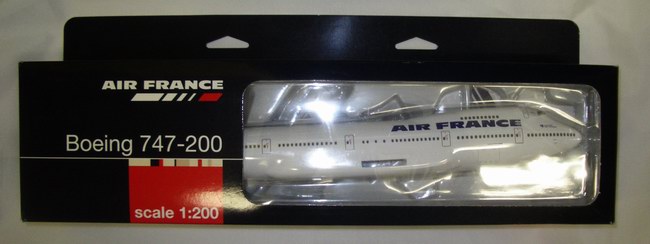 AIR FRANCE
Boeing 747-200
scale 1:200
AIR FRANCE